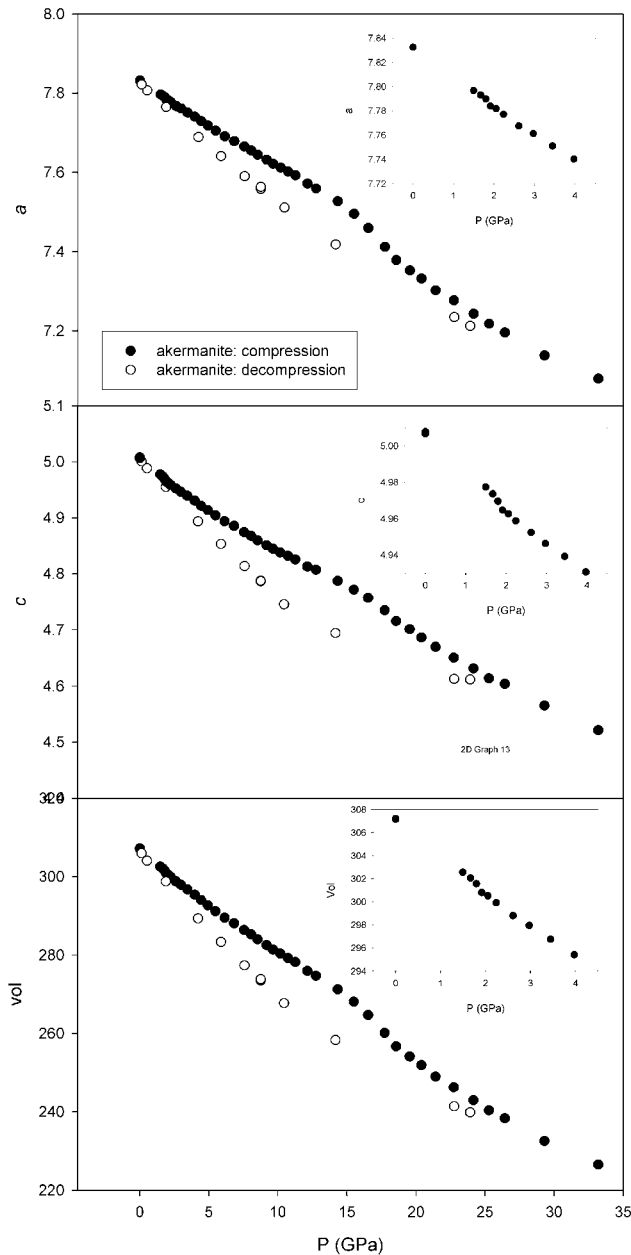 8.0
7.8
7.6
7.4
7.2
a
7.84
7.82
7.80
7.78
7.76
7.74
7.72
a
0 1 2 3 4
P (GPa)
akermanite: compression
akermanite: decompression
5.1
5.0
4.9
4.8
4.7
4.6
4.5
c
5.00
4.98
4.96
4.94
c
0 1 2 3 4
P (GPa)
2D Graph 13
300
280
260
240
220
vol
308
306
304
302
300
298
296
294
Vol
0 1 2 3 4
P (GPa)
0 5 10 15 20 25 30 35
P (GPa)